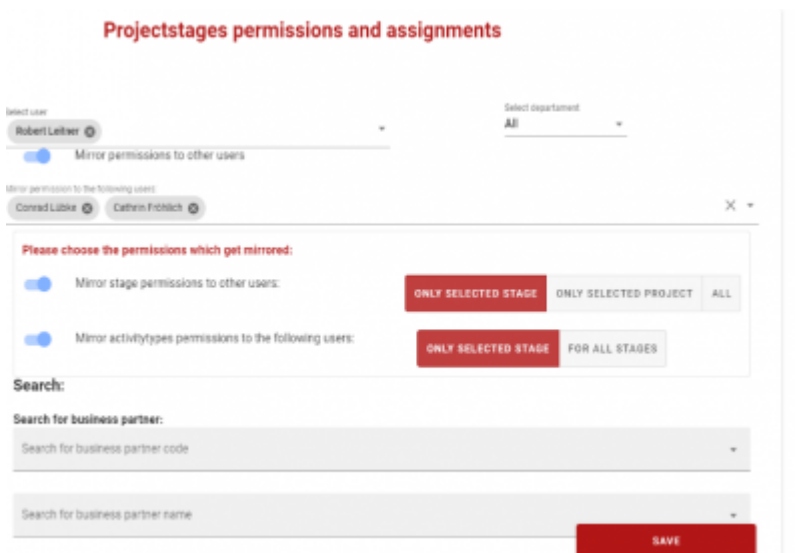 Projectstages permissions and assignments
Select user
Robert Leitner
Select departament
All
Mirror permissions to other users
Mirror permission to the following users:
Conrad Lübke Cathrin Fröhlich
Please choose the permissions which get mirrored:
Mirror stage permissions to other users:
ONLY SELECTED STAGE ONLY SELECTED PROJECT ALL
Mirror activitytypes permissions to the following users:
ONLY SELECTED STAGE FOR ALL STAGES
Search:
Search for business partner:
Search for business partner code
Search for business partner name
SAVE